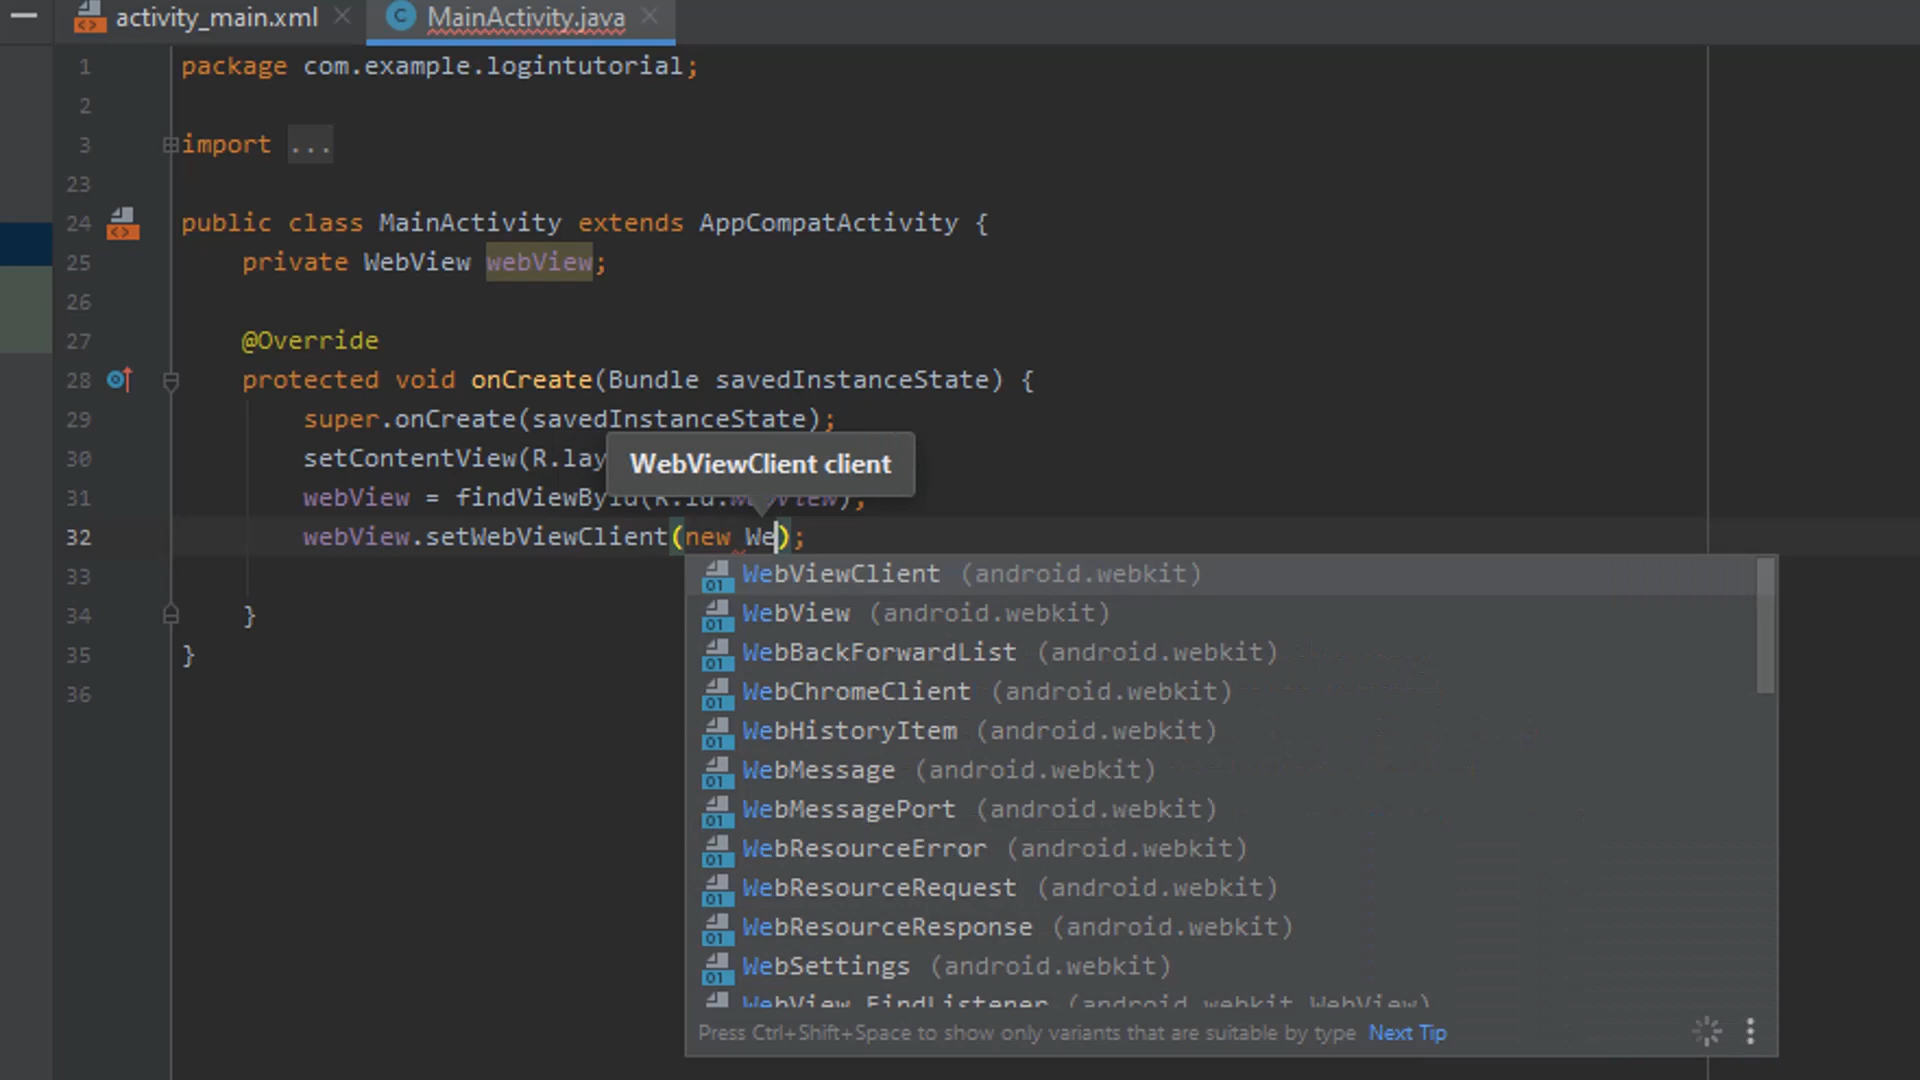 activity_main.xml
MainActivity.java
1 package com.example.logintutorial;
2
3 import ...
23
24 public class MainActivity extends AppCompatActivity {
25 private WebView webView;
26
27 @Override
28 protected void onCreate(Bundle savedInstanceState) {
29 super.onCreate(savedInstanceState);
30 setContentView(R.lay
WebViewClient client
31 webView = findViewById(R.id.webView);
32 webView.setWebViewClient(new We);
33
34 }
35 }
36
WebViewClient (android.webkit)
WebView (android.webkit)
WebBackForwardList (android.webkit)
WebChromeClient (android.webkit)
WebHistoryItem (android.webkit)
WebMessage (android.webkit)
WebMessagePort (android.webkit)
WebResourceError (android.webkit)
WebResourceRequest (android.webkit)
WebResourceResponse (android.webkit)
WebSettings (android.webkit)
WebView.FindListener (android.webkit.WebView)
Press Ctrl+Shift+Space to show only variants that are suitable by type Next Tip